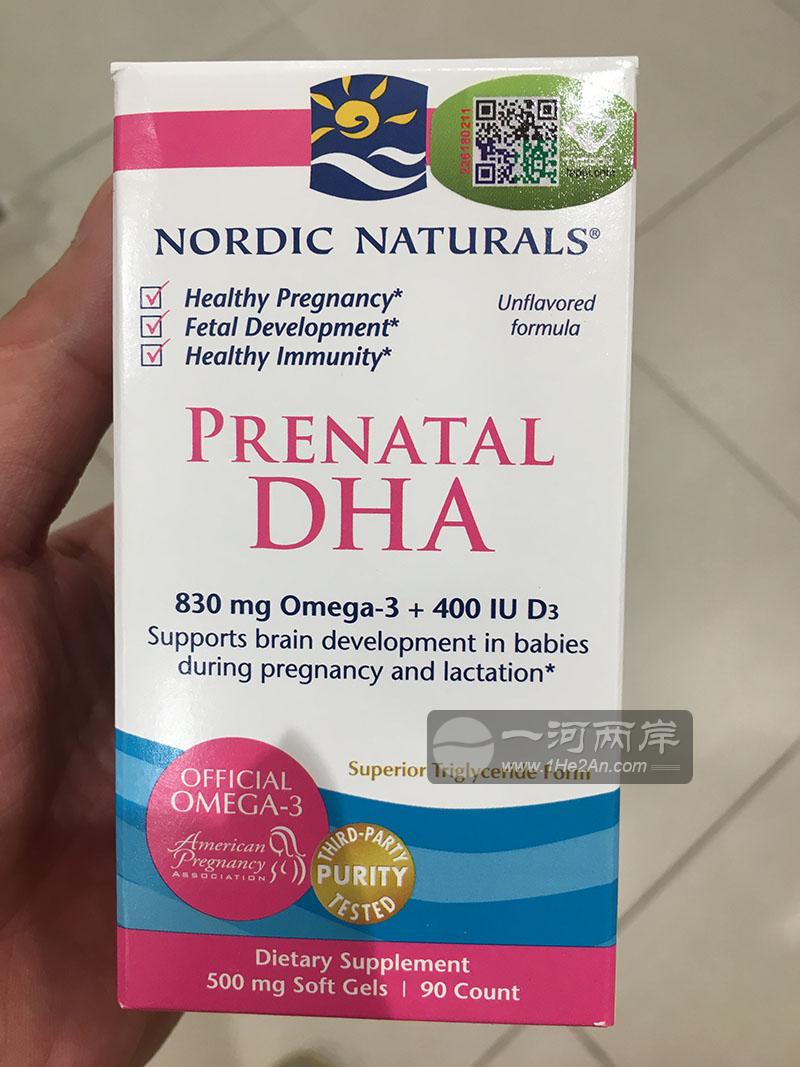 226180211
NORDIC NATURALS®
Healthy Pregnancy*
Fetal Development*
Healthy Immunity*
Unflavored
formula
PRENATAL
DHA
830 mg Omega-3 + 400 IU D3
Supports brain development in babies
during pregnancy and lactation*
一河两岸
www.1He2An.com
Superior Triglyceride Form
OFFICIAL
OMEGA-3
American
Pregnancy
ASSOCIATION
THIRD-PARTY
PURITY
TESTED
Dietary Supplement
500 mg Soft Gels | 90 Count